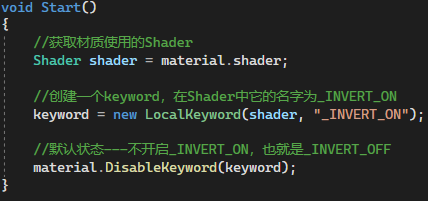 void Start()
{
//获取材质使用的Shader
Shader shader = material.shader;
//创建一个keyword，在Shader中它的名字为_INVERT_ON
keyword = new LocalKeyword(shader, "_INVERT_ON");
//默认状态---不开启_INVERT_ON，也就是_INVERT_OFF
material.DisableKeyword(keyword);
}